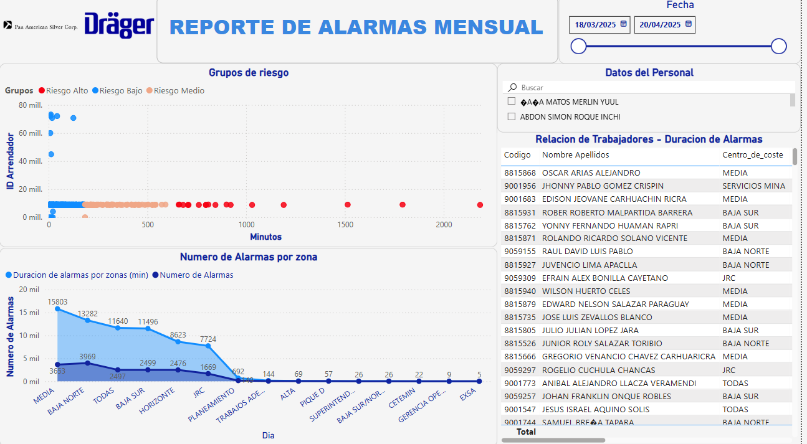 Pan American Silver Corp.
Dräger
REPORTE DE ALARMAS MENSUAL
Fecha
18/03/2025
20/04/2025
Grupos de riesgo
Grupos Riesgo Alto Riesgo Bajo Riesgo Medio
ID Arrendador
80 mill.
60 mill.
40 mill.
20 mill.
0 mill.
0 500 1000 1500 2000
Minutos
Numero de Alarmas por zona
Duracion de alarmas por zonas (min) Numero de Alarmas
Numero de Alarmas
20 mil
15 mil
10 mil
5 mil
0 mil
15803 13282 11640 11496 8623 7724 692 144 69 57 26 26 22 9 5
3969 2499 2476 1669
MEDIA
BAJA NORTE
TODAS
BAJA SUR
HORIZONTE
JRC
PLANEAMIENTO
TRABAJOS ADE...
ALTA
PIQUE D
SUPERINTEND...
BAJA SUR/NOR...
CETEMIN
GERENCIA OPE...
EXSA
Dia
Datos del Personal
Buscar
�A�A MATOS MERLIN YUUL
ABDON SIMON ROQUE INCHI
Relacion de Trabajadores - Duracion de Alarmas
Codigo Nombre Apellidos Centro_de_coste
8815868 OSCAR ARIAS ALEJANDRO MEDIA
9001956 JHONNY PABLO GOMEZ CRISPIN SERVICIOS MINA
9001683 EDISON JEOVANE CARHUACHIN RICRA MEDIA
8815931 ROBER ROBERTO MALPARTIDA BARRERA BAJA SUR
8815762 YONNY FERNANDO HUAMAN RAPRI BAJA SUR
8815871 ROLANDO RICARDO SOLANO VICENTE MEDIA
9059155 RAUL DAVID LUIS PABLO BAJA NORTE
8815927 JUVENCIO LIMA APACLLA BAJA NORTE
9059309 EFRAIN ALEX BONILLA CAYETANO JRC
8815940 WILSON HUERTO CELES MEDIA
8815879 EDWARD NELSON SALAZAR PARAGUAY MEDIA
8815735 JOSE LUIS ZEVALLOS BLANCO MEDIA
8815805 JULIO JULIAN LOPEZ JARA BAJA SUR
8815526 JUNIOR ROLY SALAZAR TORIBIO BAJA NORTE
8815666 GREGORIO VENANCIO CHAVEZ CARHUARICRA MEDIA
9059297 ROGELIO CUCHULA CHANCAS JRC
9001773 ANIBAL ALEJANDRO LLACZA VERAMENDI TODAS
9059257 JOHAN FRANKLIN ONQUE ROBLES BAJA SUR
9001547 JESUS ISRAEL AQUINO SOLIS TODAS
9001744 SAMUEL BRE�A TAPARA BAJA NORTE
Total